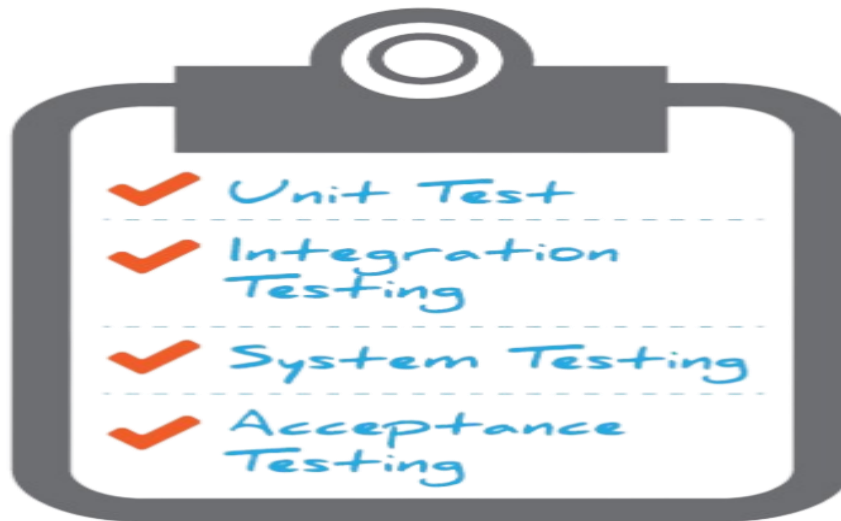 Unit Test
Integration
Testing
System Testing
Acceptance
Testing